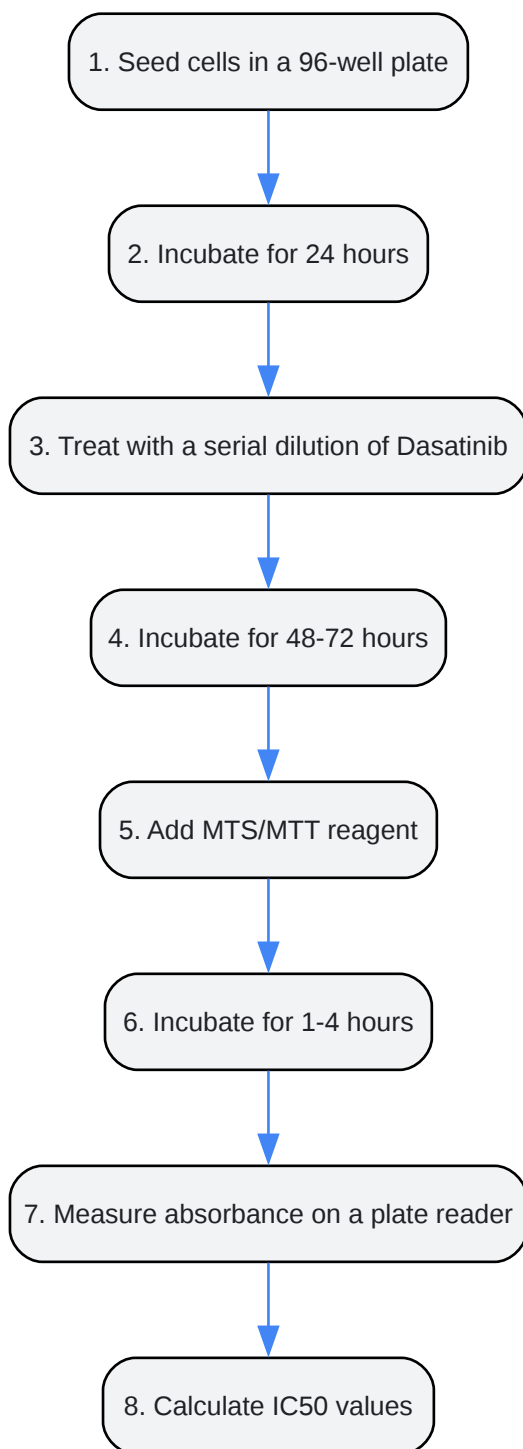 1. Seed cells in a 96-well plate
2. Incubate for 24 hours
3. Treat with a serial dilution of Dasatinib
4. Incubate for 48-72 hours
5. Add MTS/MTT reagent
6. Incubate for 1-4 hours
7. Measure absorbance on a plate reader
8. Calculate IC50 values